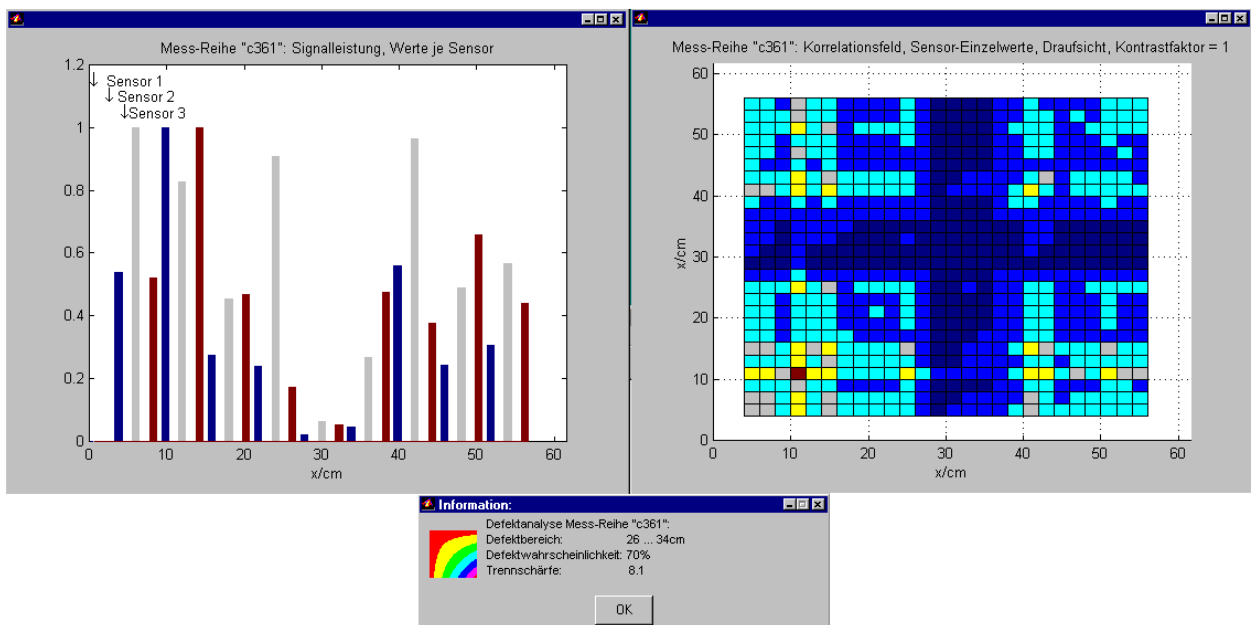 Mess-Reihe "c361": Signalleistung, Werte je Sensor
1.2
↓ Sensor 1
↓ Sensor 2
↓Sensor 3
1
0.8
0.6
0.4
0.2
0
0 10 20 30 40 50 60
x/cm
Mess-Reihe "c361": Korrelationsfeld, Sensor-Einzelwerte, Draufsicht, Kontrastfaktor = 1
60
50
40
x/cm
30
20
10
0
0 10 20 30 40 50 60
x/cm
Information:
Defektanalyse Mess-Reihe "c361":
Defektbereich: 26 ... 34cm
Defektwahrscheinlichkeit: 70%
Trennschärfe: 8.1
OK